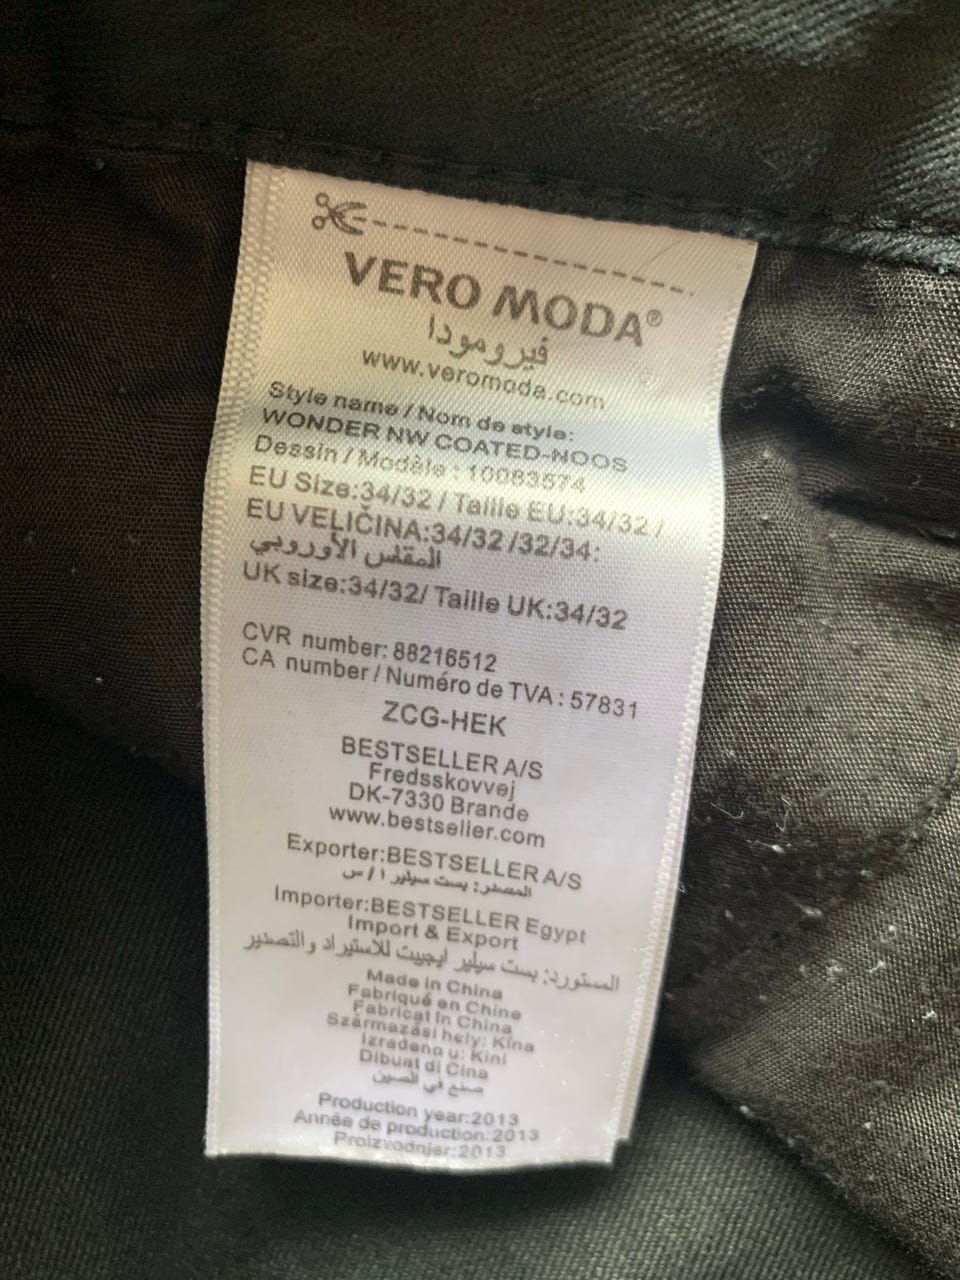 VERO MODA®
فيرومودا
www.veromoda.com
Style name / Nom de style:
WONDER NW COATED-NOOS
Dessin / Modèle : 10083574
EU Size:34/32 / Taille EU:34/32 /
EU VELIČINA:34/32 /32/34:
المقاس الأوروبي
UK size:34/32/ Taille UK:34/32
CVR number: 88216512
CA number / Numéro de TVA : 57831
ZCG-HEK
BESTSELLER A/S
Fredsskovvej
DK-7330 Brande
www.bestseller.com
Exporter:BESTSELLER A/S
المصدر: بست سيلير ا / س
Importer:BESTSELLER Egypt
Import & Export
المستورد: بست سيلير ايجيبت للاستيراد والتصدير
Made in China
Fabriqué en Chine
Fabricat în China
Származási hely: Kína
Izrađeno u: Kini
Dibuat di Cina
صنع في الصين
Production year:2013
Année de production:2013
Proizvodnier:2013